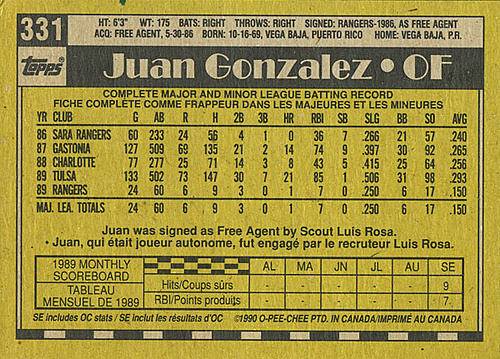 331
HT: 6'3" WT: 175 BATS: RIGHT THROWS: RIGHT SIGNED: RANGERS-1986, AS FREE AGENT
ACQ: FREE AGENT, 5-30-86 BORN: 10-16-69, VEGA BAJA, PUERTO RICO HOME: VEGA BAJA, P.R.
Topps®
Juan Gonzalez • OF
COMPLETE MAJOR AND MINOR LEAGUE BATTING RECORD
FICHE COMPLÈTE COMME FRAPPEUR DANS LES MAJEURES ET LES MINEURES
YR CLUB G AB R H 2B 3B HR RBI SB SLG BB SO AVG
86 SARA RANGERS 60 233 24 56 4 1 0 36 7 .266 21 57 .240
87 GASTONIA 127 509 69 135 21 2 14 74 9 .397 30 92 .265
88 CHARLOTTE 77 277 25 71 14 3 8 43 5 .415 25 64 .256
89 TULSA 133 502 73 147 30 7 21 85 1 .506 31 98 .293
89 RANGERS 24 60 6 9 3 0 1 7 0 .250 6 17 .150
MAJ. LEA. TOTALS 24 60 6 9 3 0 1 7 0 .250 6 17 .150
Juan was signed as Free Agent by Scout Luis Rosa.
• Juan, qui était joueur autonome, fut engagé par le recruteur Luis Rosa.
1989 MONTHLY SCOREBOARD
TABLEAU MENSUEL DE 1989
AL MA JN JL AU SE
Hits/Coups sûrs - - - - - 9
RBI/Points produits - - - - - 7
SE includes OC stats / SE inclut les résultats d'OC ©1990 O-PEE-CHEE PTD. IN CANADA/IMPRIMÉ AU CANADA